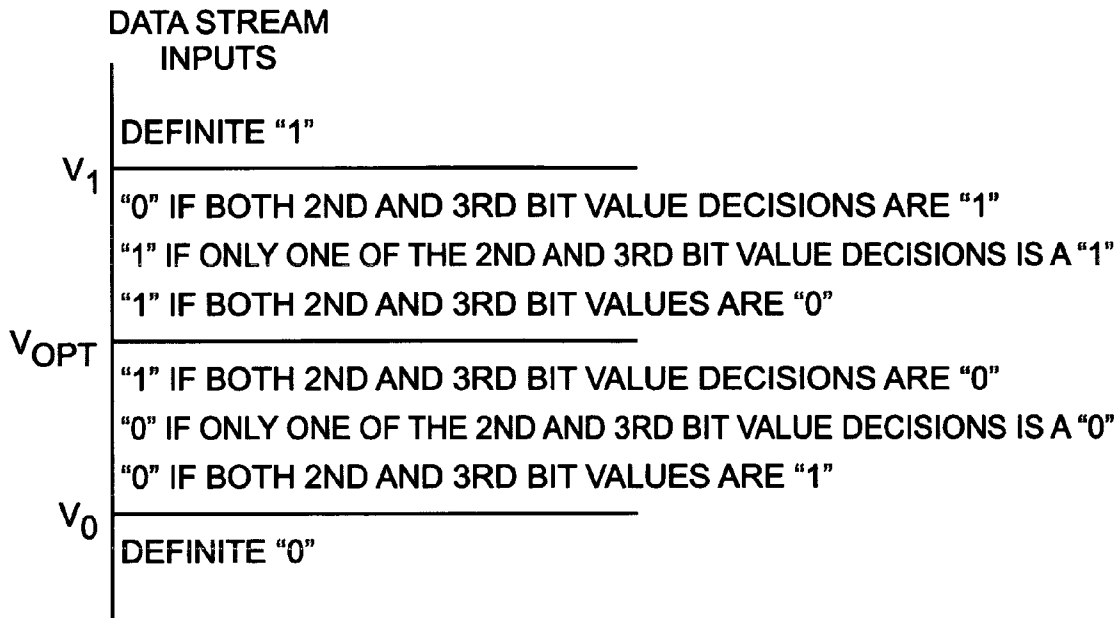 DATA STREAM
INPUTS
DEFINITE “1”
V1
“0” IF BOTH 2ND AND 3RD BIT VALUE DECISIONS ARE “1”
“1” IF ONLY ONE OF THE 2ND AND 3RD BIT VALUE DECISIONS IS A “1”
“1” IF BOTH 2ND AND 3RD BIT VALUES ARE “0”
VOPT
“1” IF BOTH 2ND AND 3RD BIT VALUE DECISIONS ARE “0”
“0” IF ONLY ONE OF THE 2ND AND 3RD BIT VALUE DECISIONS IS A “0”
“0” IF BOTH 2ND AND 3RD BIT VALUES ARE “1”
V0
DEFINITE “0”